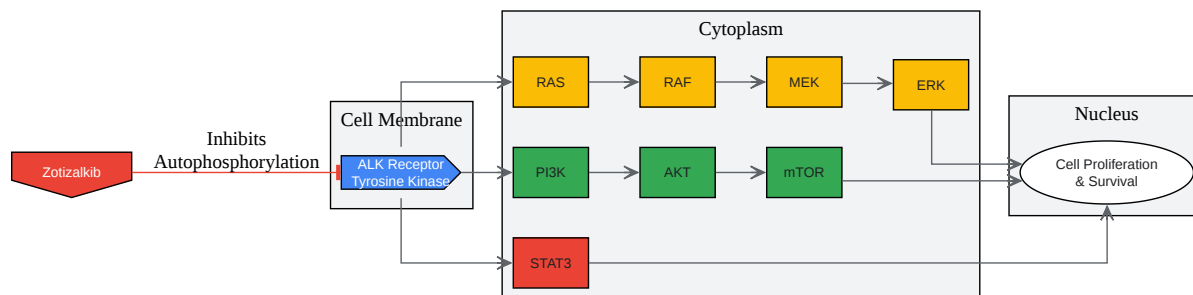 Cytoplasm
RAS
RAF
MEK
ERK
Cell Membrane
Nucleus
Inhibits
Autophosphorylation
Zotizalkib
ALK Receptor
Tyrosine Kinase
PI3K
AKT
mTOR
Cell Proliferation
& Survival
STAT3